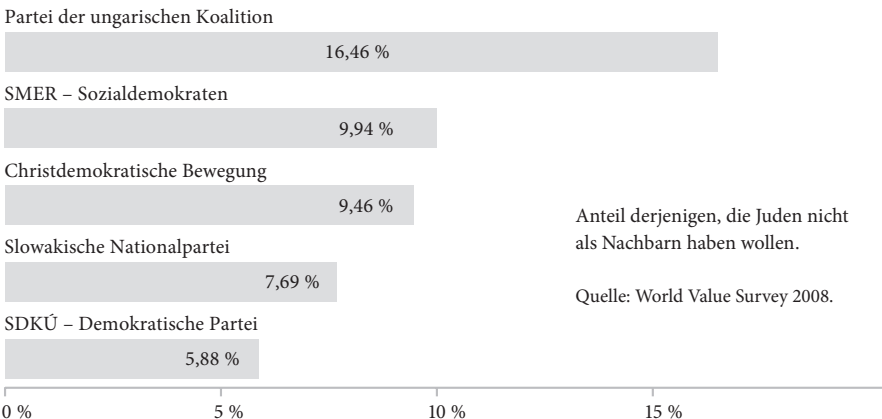 Partei der ungarischen Koalition
16,46 %
SMER – Sozialdemokraten
9,94 %
Christdemokratische Bewegung
9,46 %
Anteil derjenigen, die Juden nicht
als Nachbarn haben wollen.
Slowakische Nationalpartei
7,69 %
Quelle: World Value Survey 2008.
SDKÚ – Demokratische Partei
5,88 %
0 % 5 % 10 % 15 %